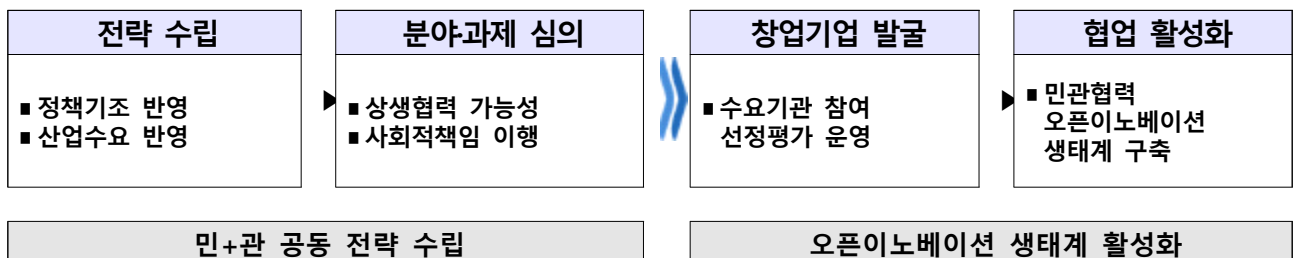 전략 수립
■ 정책기조 반영
■ 산업수요 반영
분야·과제 심의
■ 상생협력 가능성
■ 사회적책임 이행
창업기업 발굴
■ 수요기관 참여
선정평가 운영
협업 활성화
■ 민관협력
오픈이노베이션
생태계 구축
민+관 공동 전략 수립
오픈이노베이션 생태계 활성화